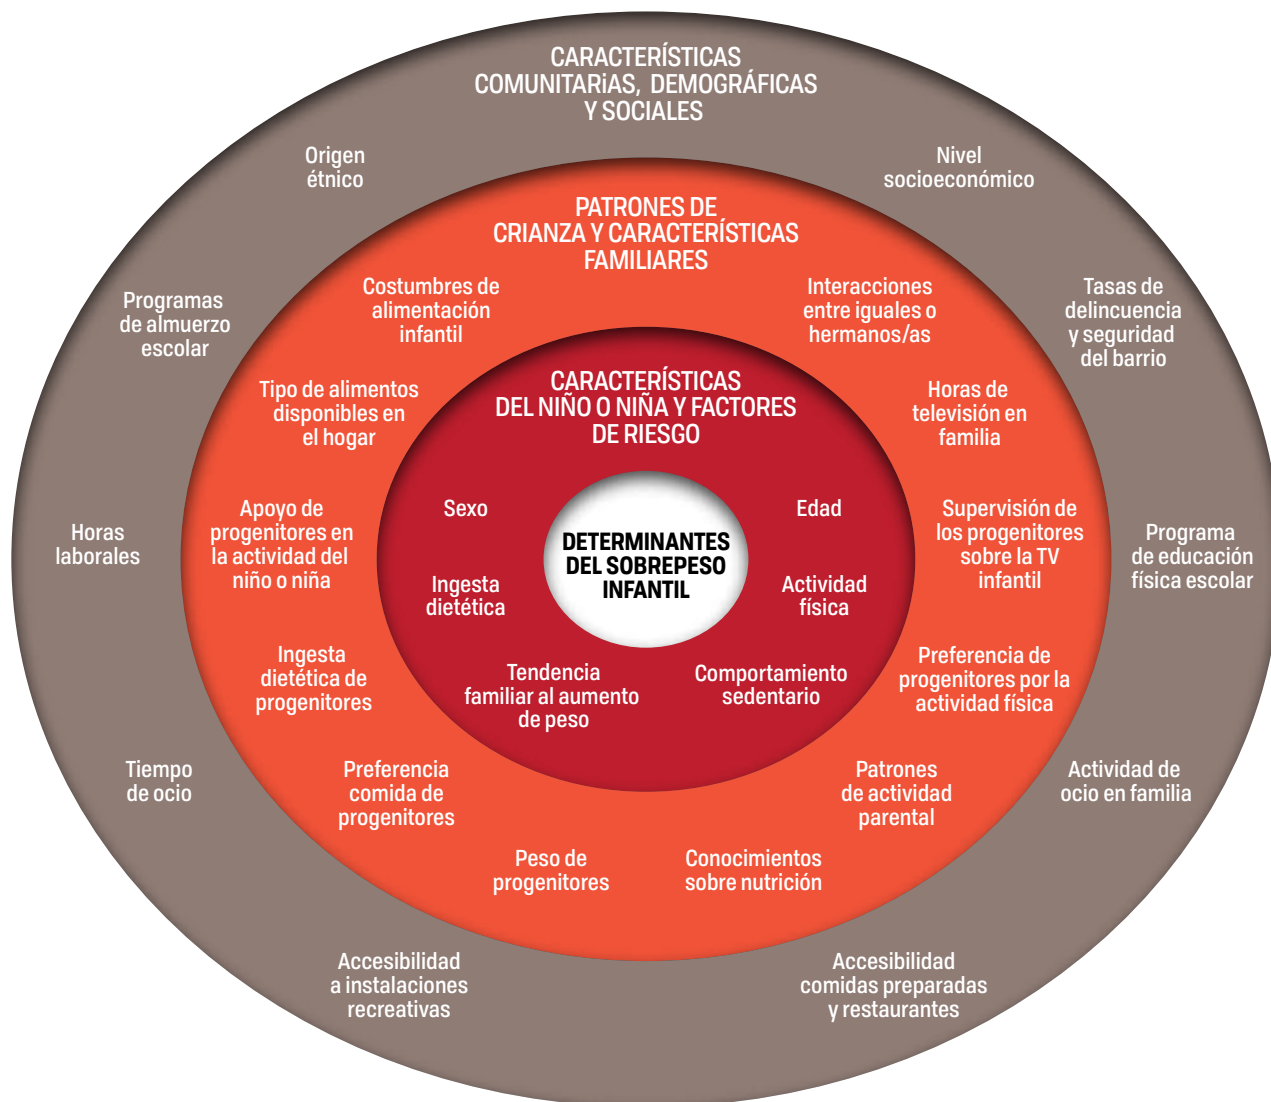 CARACTERÍSTICAS
COMUNITARiAS, DEMOGRÁFICAS
Y SOCIALES
Origen
étnico
Nivel
socioeconómico
Programas
de almuerzo
escolar
Tasas de
delincuencia
y seguridad
del barrio
Horas
laborales
Programa
de educación
física escolar
Tiempo
de ocio
Actividad de
ocio en familia
Accesibilidad
a instalaciones
recreativas
Accesibilidad
comidas preparadas
y restaurantes
PATRONES DE
CRIANZA Y CARACTERÍSTICAS
FAMILIARES
Costumbres de
alimentación
infantil
Interacciones
entre iguales o
hermanos/as
Tipo de alimentos
disponibles en
el hogar
Horas de
televisión en
familia
Apoyo de
progenitores en
la actividad del
niño o niña
Supervisión de
los progenitores
sobre la TV
infantil
Ingesta
dietética de
progenitores
Preferencia de
progenitores por la
actividad física
Preferencia
comida de
progenitores
Patrones
de actividad
parental
Peso de
progenitores
Conocimientos
sobre nutrición
CARACTERÍSTICAS
DEL NIÑO O NIÑA Y FACTORES
DE RIESGO
Sexo
Edad
Ingesta
dietética
Actividad
física
Tendencia
familiar al aumento
de peso
Comportamiento
sedentario
DETERMINANTES
DEL SOBREPESO
INFANTIL